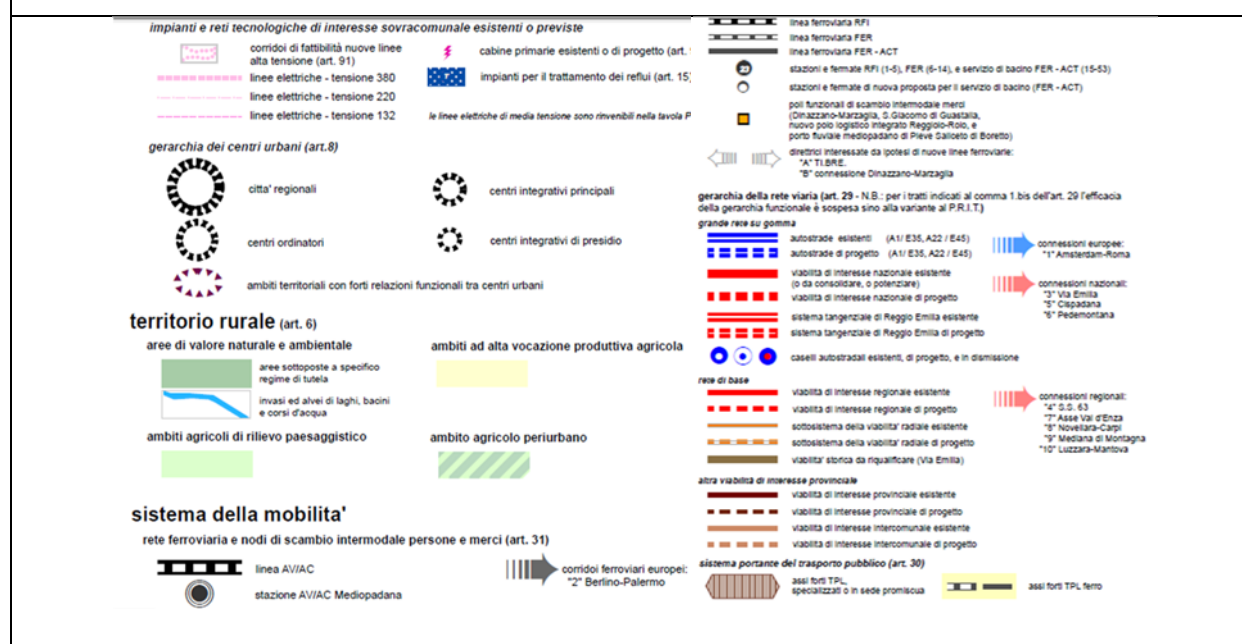 impianti e reti tecnologiche di interesse sovracomunale esistenti o previste
corridoi di fattibilità nuove linee
alta tensione (art. 91)
linee elettriche - tensione 380
linee elettriche - tensione 220
linee elettriche - tensione 132
cabine primarie esistenti o di progetto (art.
impianti per il trattamento dei reflui (art. 15)
le linee elettriche di media tensione sono rinvenibili nella tavola P
gerarchia dei centri urbani (art.8)
citta' regionali
centri integrativi principali
centri ordinatori
centri integrativi di presidio
ambiti territoriali con forti relazioni funzionali tra centri urbani
territorio rurale (art. 6)
aree di valore naturale e ambientale
aree sottoposte a specifico
regime di tutela
invasi ed alvei di laghi, bacini
e corsi d'acqua
ambiti ad alta vocazione produttiva agricola
ambiti agricoli di rilievo paesaggistico
ambito agricolo periurbano
sistema della mobilita'
rete ferroviaria e nodi di scambio intermodale persone e merci (art. 31)
linea AV/AC
stazione AV/AC Mediopadana
corridoi ferroviari europei:
"2" Berlino-Palermo
linea ferroviaria RFI
linea ferroviaria FER
linea ferroviaria FER - ACT
23
stazioni e fermate RFI (1-5), FER (6-14), e servizio di bacino FER - ACT (15-53)
stazioni e fermate di nuova proposta per il servizio di bacino (FER - ACT)
poli funzionali di scambio intermodale merci
(Dinazzano-Marzaglia, S.Giacomo di Guastalla,
nuovo polo logistico integrato Reggiolo-Rolo, e
porto fluviale mediopadano di Pieve Saliceto di Boretto)
direttrici interessate da ipotesi di nuove linee ferroviarie:
"A" TI.BRE.
"B" connessione Dinazzano-Marzaglia
gerarchia della rete viaria (art. 29 - N.B.: per i tratti indicati al comma 1.bis dell'art. 29 l'efficacia
della gerarchia funzionale è sospesa sino alla variante al P.R.I.T.)
grande rete su gomma
autostrade esistenti (A1/ E35, A22 / E45)
autostrade di progetto (A1/ E35, A22 / E45)
connessioni europee:
"1" Amsterdam-Roma
viabilità di interesse nazionale esistente
(o da consolidare, o potenziare)
viabilità di interesse nazionale di progetto
connessioni nazionali:
"3" Via Emilia
"5" Cispadana
"6" Pedemontana
sistema tangenziale di Reggio Emilia esistente
sistema tangenziale di Reggio Emilia di progetto
caselli autostradali esistenti, di progetto, e in dismissione
rete di base
viabilità di interesse regionale esistente
viabilità di interesse regionale di progetto
sottosistema della viabilita' radiale esistente
sottosistema della viabilita' radiale di progetto
viabilita' storica da riqualificare (Via Emilia)
connessioni regionali:
"4" S.S. 63
"7" Asse Val d'Enza
"8" Novellara-Carpi
"9" Mediana di Montagna
"10" Luzzara-Mantova
altra viabilità di interesse provinciale
viabilità di interesse provinciale esistente
viabilità di interesse provinciale di progetto
viabilità di interesse intercomunale esistente
viabilità di interesse intercomunale di progetto
sistema portante del trasporto pubblico (art. 30)
assi forti TPL,
specializzati o in sede promiscua
assi forti TPL ferro